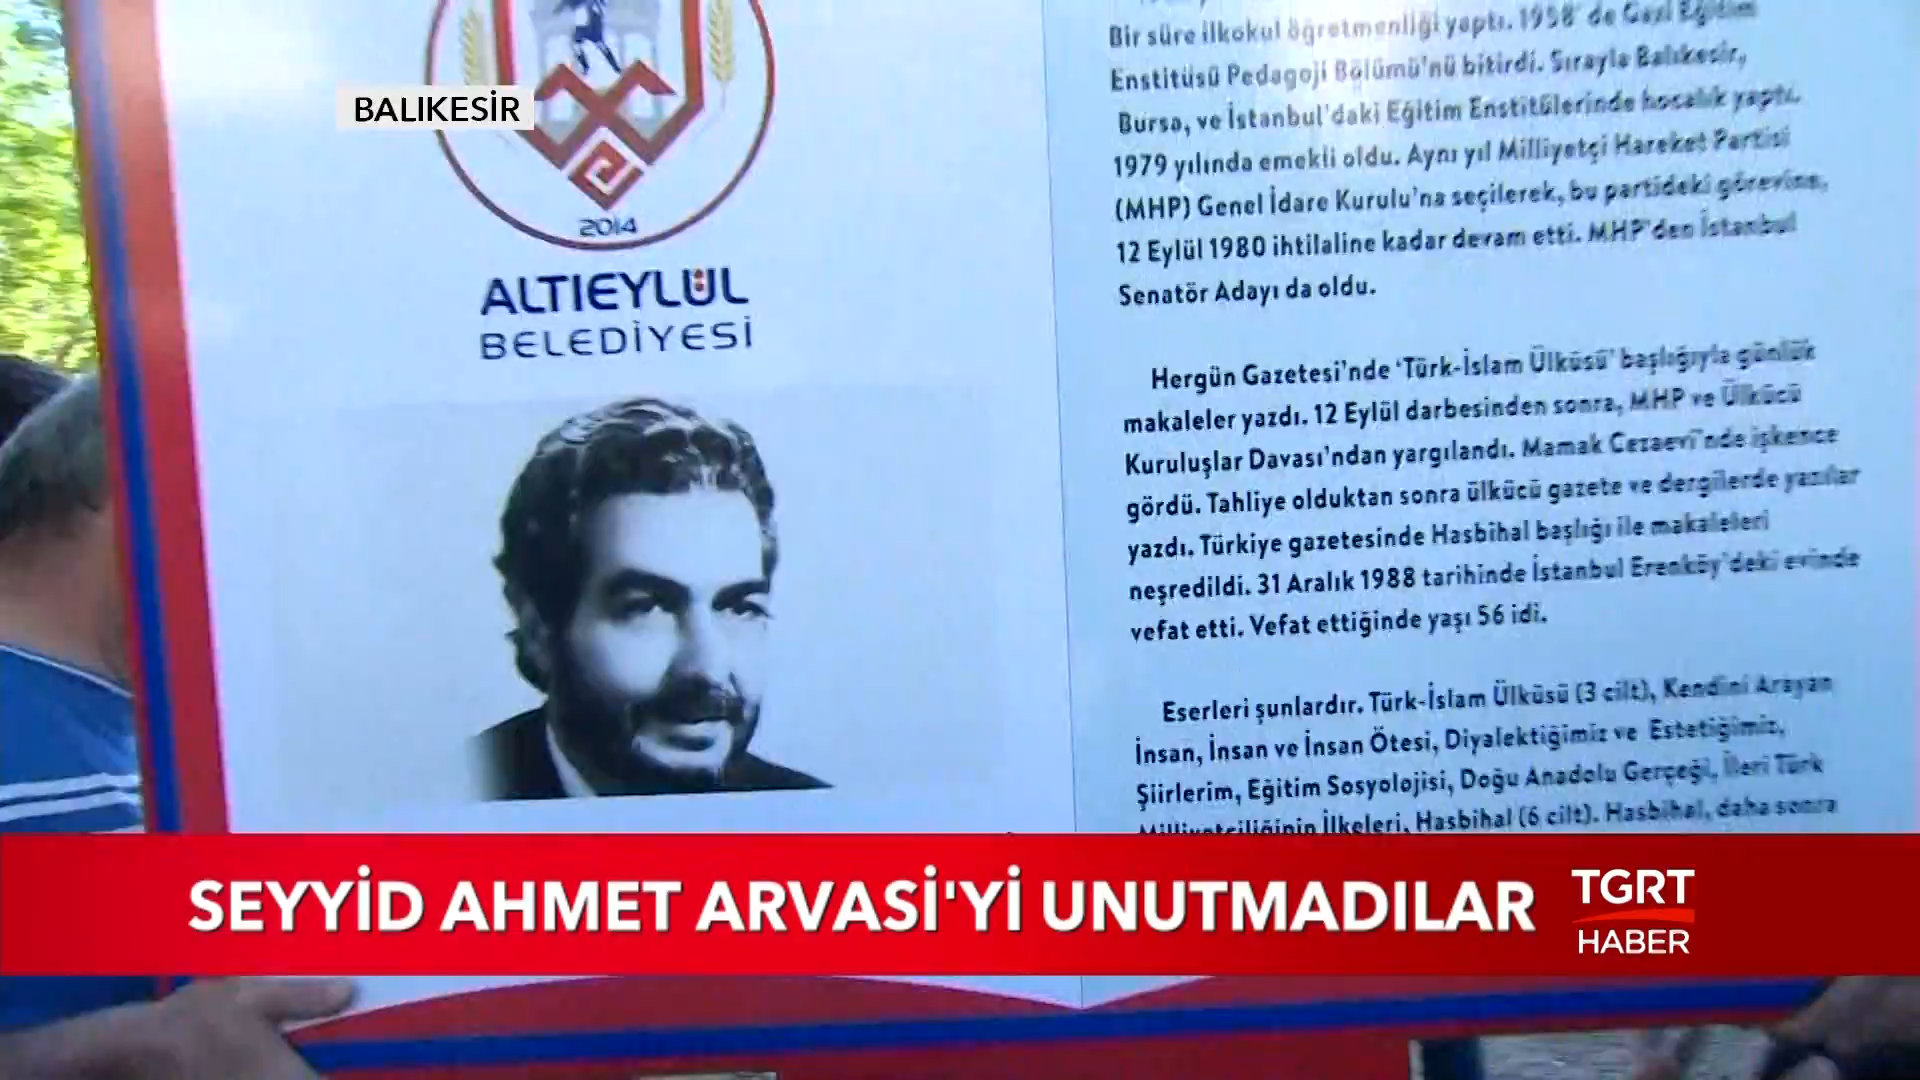 BALIKESİR
2014
ALTIEYLÜL
BELEDİYESİ
Bir süre ilkokul öğretmenliği yaptı. 1958' de Gazi Eğitim
Enstitüsü Pedagoji Bölümü'nü bitirdi. Sırayla Balıkesir,
Bursa, ve İstanbul'daki Eğitim Enstitülerinde hocalık yaptı.
1979 yılında emekli oldu. Aynı yıl Milliyetçi Hareket Partisi
(MHP) Genel İdare Kurulu'na seçilerek, bu partideki görevine,
12 Eylül 1980 ihtilaline kadar devam etti. MHP'den İstanbul
Senatör Adayı da oldu.
Hergün Gazetesi'nde 'Türk-İslam Ülküsü' başlığıyla günlük
makaleler yazdı. 12 Eylül darbesinden sonra, MHP ve Ülkücü
Kuruluşlar Davası'ndan yargılandı. Mamak Cezaevi'nde işkence
gördü. Tahliye olduktan sonra ülkücü gazete ve dergilerde yazılar
yazdı. Türkiye gazetesinde Hasbihal başlığı ile makaleleri
neşredildi. 31 Aralık 1988 tarihinde İstanbul Erenköy'deki evinde
vefat etti. Vefat ettiğinde yaşı 56 idi.
Eserleri şunlardır. Türk-İslam Ülküsü (3 cilt), Kendini Arayan
İnsan, İnsan ve İnsan Ötesi, Diyalektiğimiz ve Estetiğimiz,
Şiirlerim, Eğitim Sosyolojisi, Doğu Anadolu Gerçeği, İleri Türk
Milliyetçiliğinin İlkeleri, Hasbihal (6 cilt). Hasbihal, daha sonra
SEYYİD AHMET ARVASİ'Yİ UNUTMADILAR
TGRT
HABER